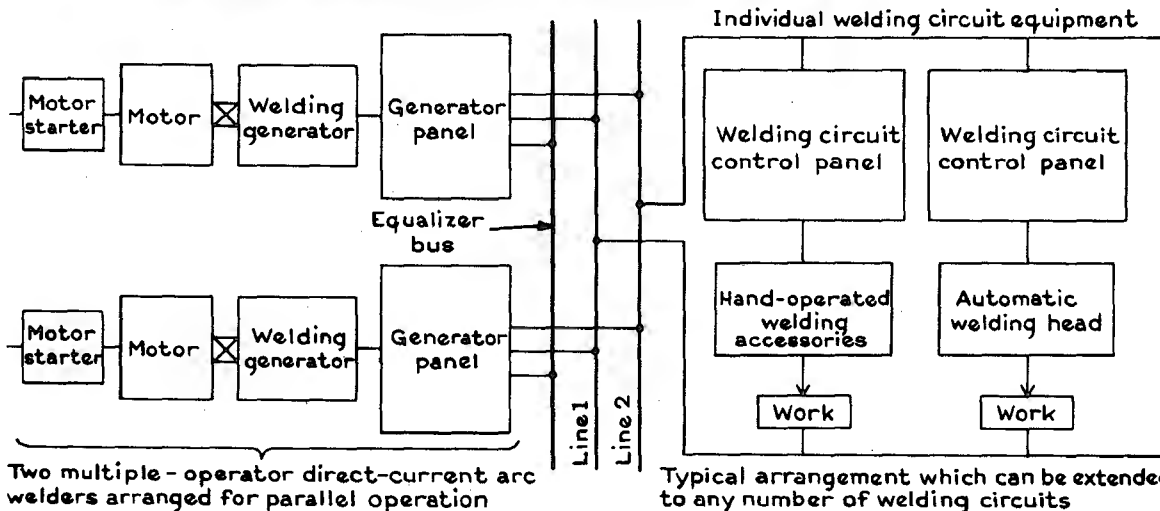 Individual welding circuit equipment
Motor
starter
Motor
Welding
generator
Generator
panel
Welding circuit
control panel
Welding circuit
control panel
Equalizer
bus
Motor
starter
Motor
Welding
generator
Generator
panel
Hand-operated
welding
accessories
Automatic
welding head
Line 1
Line 2
Work
Work
Two multiple-operator direct-current arc
welders arranged for parallel operation
Typical arrangement which can be extended
to any number of welding circuits